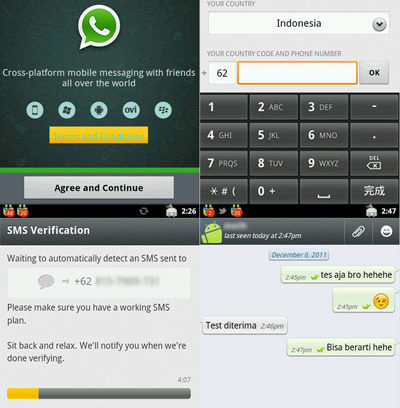 Cross-platform mobile messaging with friends
all over the world
ovi
Terms and Conditions
Agree and Continue
YOUR COUNTRY
Indonesia
YOUR COUNTRY CODE AND PHONE NUMBER
+ 62 OK
1 2 ABC 3 DEF -
4 GHI 5 JKL 6 MNO .
7 PRQS 8 TUV 9 WXYZ DEL
* # ( 0 + 完成
2:26
SMS Verification
Waiting to automatically detect an SMS sent to
+62
Please make sure you have a working SMS
plan.
Sit back and relax. We'll notify you when we're
done verifying.
4:07
2:47
last seen today at 2:47pm
December 6, 2011
2:45pm tes aja bro hehehe
2:45pm
Test diterima 2:46pm
2:47pm Bisa berarti hehe